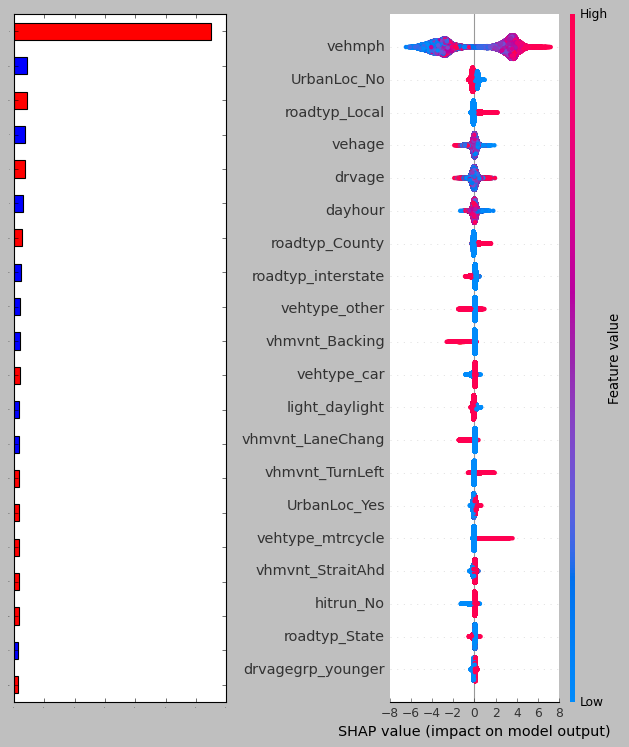 High
vehmph
UrbanLoc_No
roadtyp_Local
vehage
drvage
dayhour
roadtyp_County
roadtyp_interstate
vehtype_other
vhmvnt_Backing
vehtype_car
light_daylight
vhmvnt_LaneChang
vhmvnt_TurnLeft
UrbanLoc_Yes
vehtype_mtrcycle
vhmvnt_StraitAhd
hitrun_No
roadtyp_State
drvagegrp_younger
Feature value
Low
−8 −6 −4 −2 0 2 4 6 8
SHAP value (impact on model output)